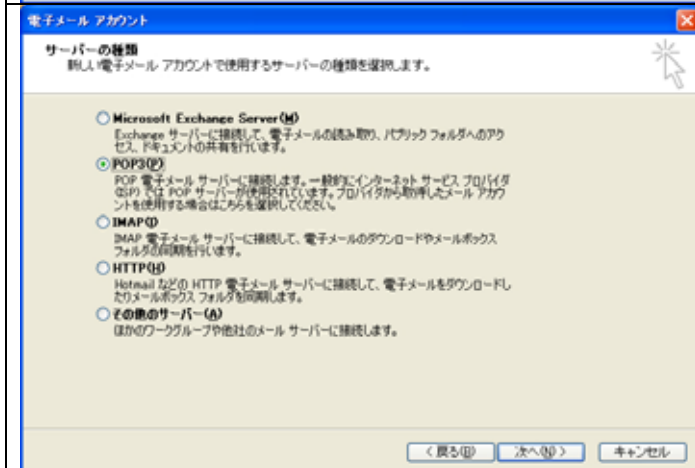 電子メール アカウント
サーバーの種類
新しい電子メール アカウントで使用するサーバーの種類を選択します。
Microsoft Exchange Server(M)
Exchange サーバーに接続して、電子メールの読み取り、パブリック フォルダへのアク
セス、ドキュメントの共有を行います。
POP3(P)
POP 電子メール サーバーに接続します。一般的にインターネット サービス プロバイダ
(ISP) では POP サーバーが使用されています。プロバイダから取得したメール アカウ
ントを使用する場合はこちらを選択してください。
IMAP(I)
IMAP 電子メール サーバーに接続して、電子メールのダウンロードやメールボックス
フォルダの同期を行います。
HTTP(H)
Hotmail などの HTTP 電子メール サーバーに接続して、電子メールをダウンロードし
たりメールボックス フォルダを同期します。
その他のサーバー(A)
ほかのワークグループや他社のメール サーバーに接続します。
< 戻る(B) 次へ(N) > キャンセル